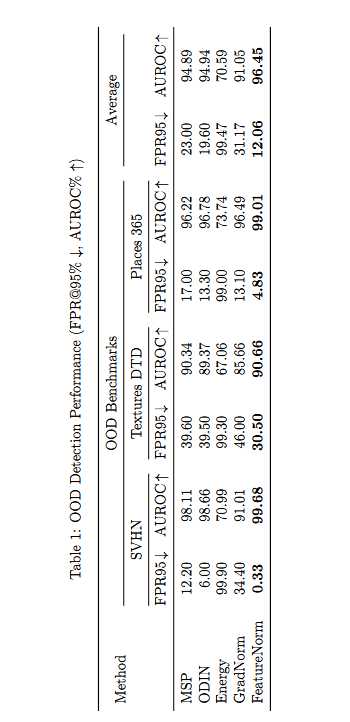 Table 1: OOD Detection Performance (FPR@95% ↓, AUROC% ↑)
Method OOD Benchmarks Average
SVHN Textures DTD Places 365
FPR95↓ AUROC↑ FPR95↓ AUROC↑ FPR95↓ AUROC↑ FPR95↓ AUROC↑
MSP 12.20 98.11 39.60 90.34 17.00 96.22 23.00 94.89
ODIN 6.00 98.66 39.50 89.37 13.30 96.78 19.60 94.94
Energy 99.90 70.99 99.30 67.06 99.00 73.74 99.47 70.59
GradNorm 34.40 91.01 46.00 85.66 13.10 96.49 31.17 91.05
FeatureNorm 0.33 99.68 30.50 90.66 4.83 99.01 12.06 96.45